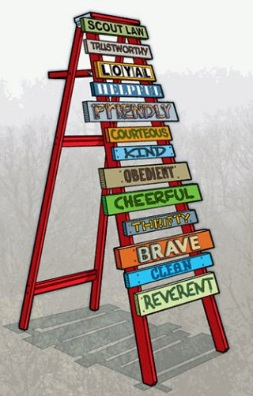 SCOUT LAW
TRUSTWORTHY
LOYAL
HELPFUL
FRIENDLY
COURTEOUS
KIND
OBEDIENT
CHEERFUL
THRIFTY
BRAVE
CLEAN
REVERENT